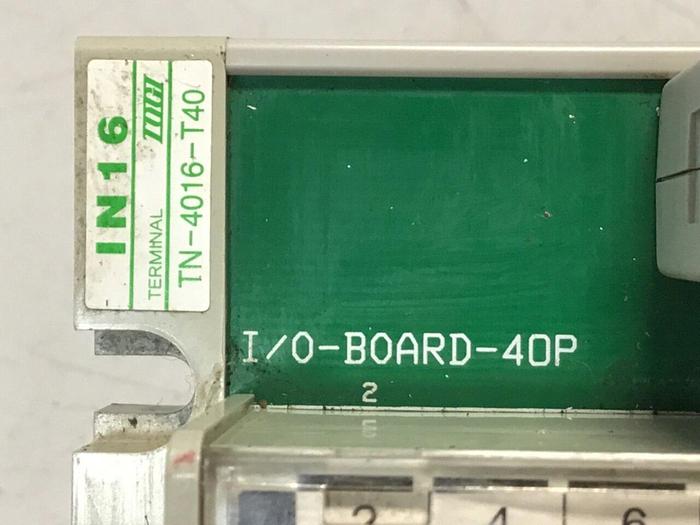 IN16
TOGI
TERMINAL
TN-4016-T40
I/O-BOARD-40P
2
2 4 6